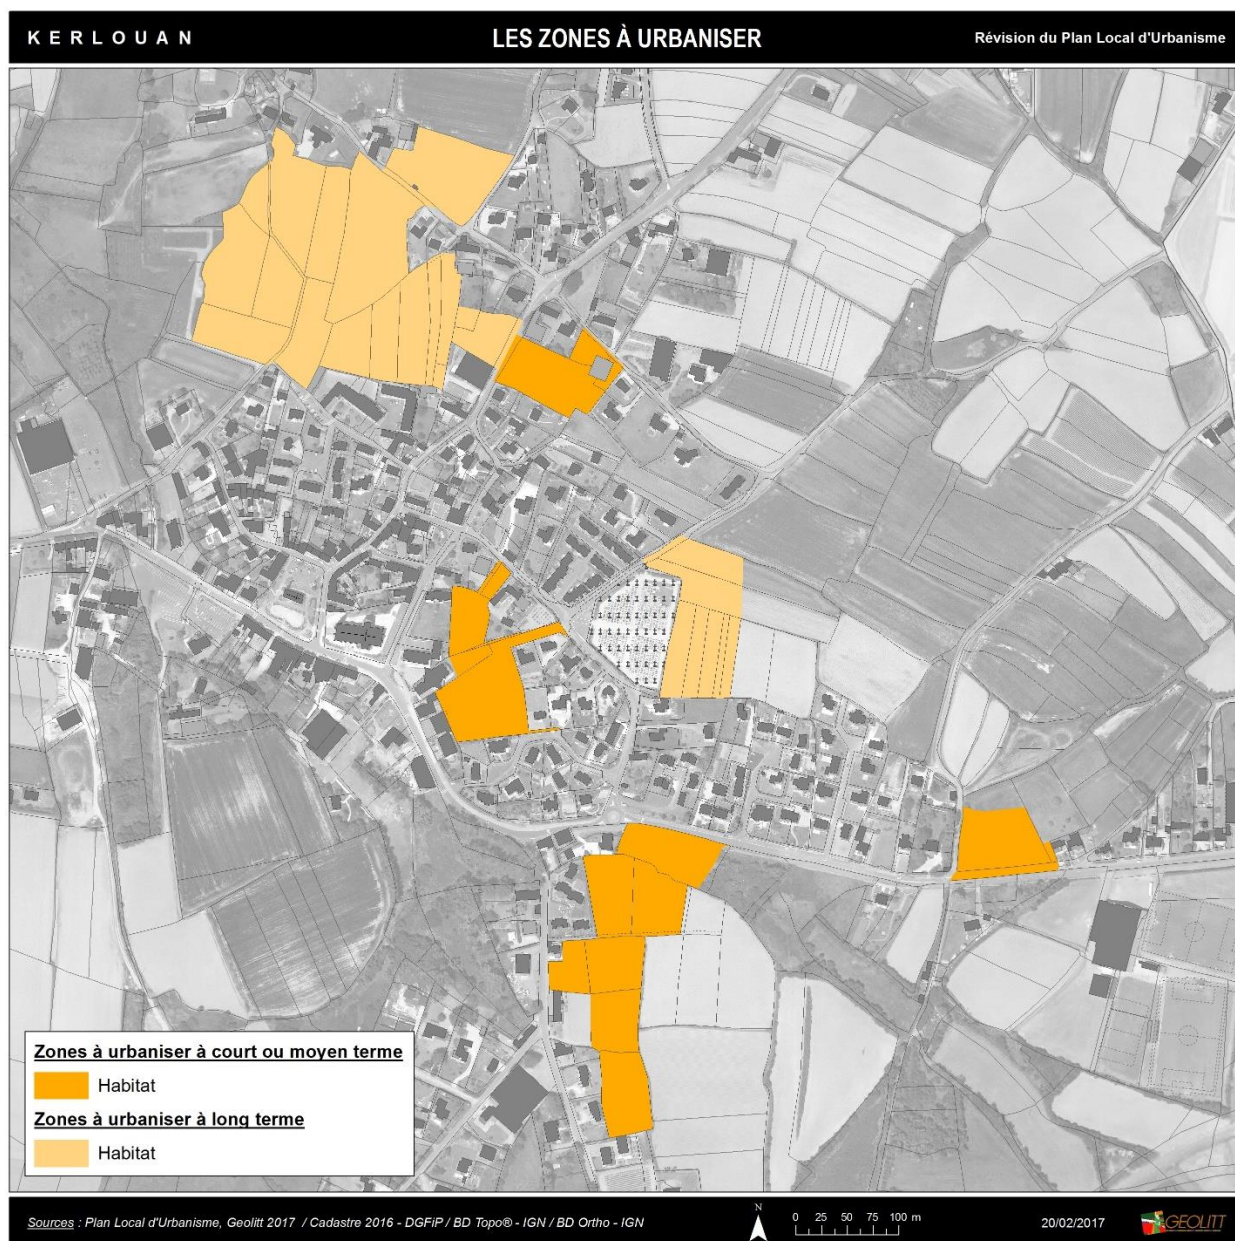 KERLOUAN
LES ZONES À URBANISER
Révision du Plan Local d'Urbanisme
Zones à urbaniser à court ou moyen terme
Habitat
Zones à urbaniser à long terme
Habitat
Sources : Plan Local d'Urbanisme, Geolitt 2017 / Cadastre 2016 - DGFiP / BD Topo® - IGN / BD Ortho - IGN
N
0 25 50 75 100 m
20/02/2017
GEOLITT